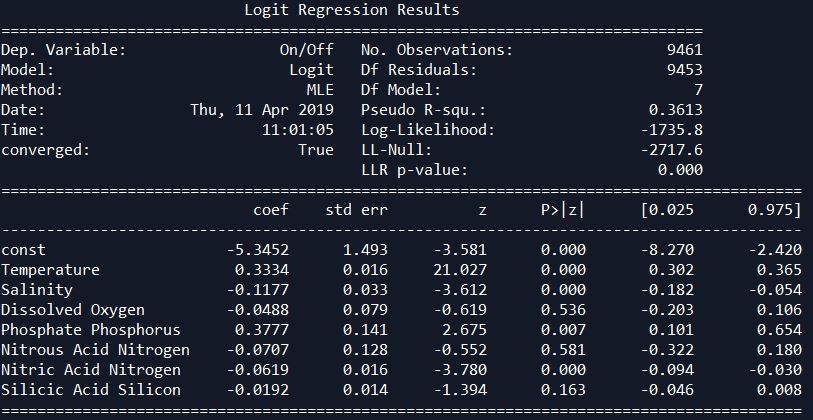 Logit Regression Results
==============================================================================
Dep. Variable: On/Off No. Observations: 9461
Model: Logit Df Residuals: 9453
Method: MLE Df Model: 7
Date: Thu, 11 Apr 2019 Pseudo R-squ.: 0.3613
Time: 11:01:05 Log-Likelihood: -1735.8
converged: True LL-Null: -2717.6
LLR p-value: 0.000
=========================================================================================
coef std err z P>|z| [0.025 0.975]
-----------------------------------------------------------------------------------------
const -5.3452 1.493 -3.581 0.000 -8.270 -2.420
Temperature 0.3334 0.016 21.027 0.000 0.302 0.365
Salinity -0.1177 0.033 -3.612 0.000 -0.182 -0.054
Dissolved Oxygen -0.0488 0.079 -0.619 0.536 -0.203 0.106
Phosphate Phosphorus 0.3777 0.141 2.675 0.007 0.101 0.654
Nitrous Acid Nitrogen -0.0707 0.128 -0.552 0.581 -0.322 0.180
Nitric Acid Nitrogen -0.0619 0.016 -3.780 0.000 -0.094 -0.030
Silicic Acid Silicon -0.0192 0.014 -1.394 0.163 -0.046 0.008
=========================================================================================